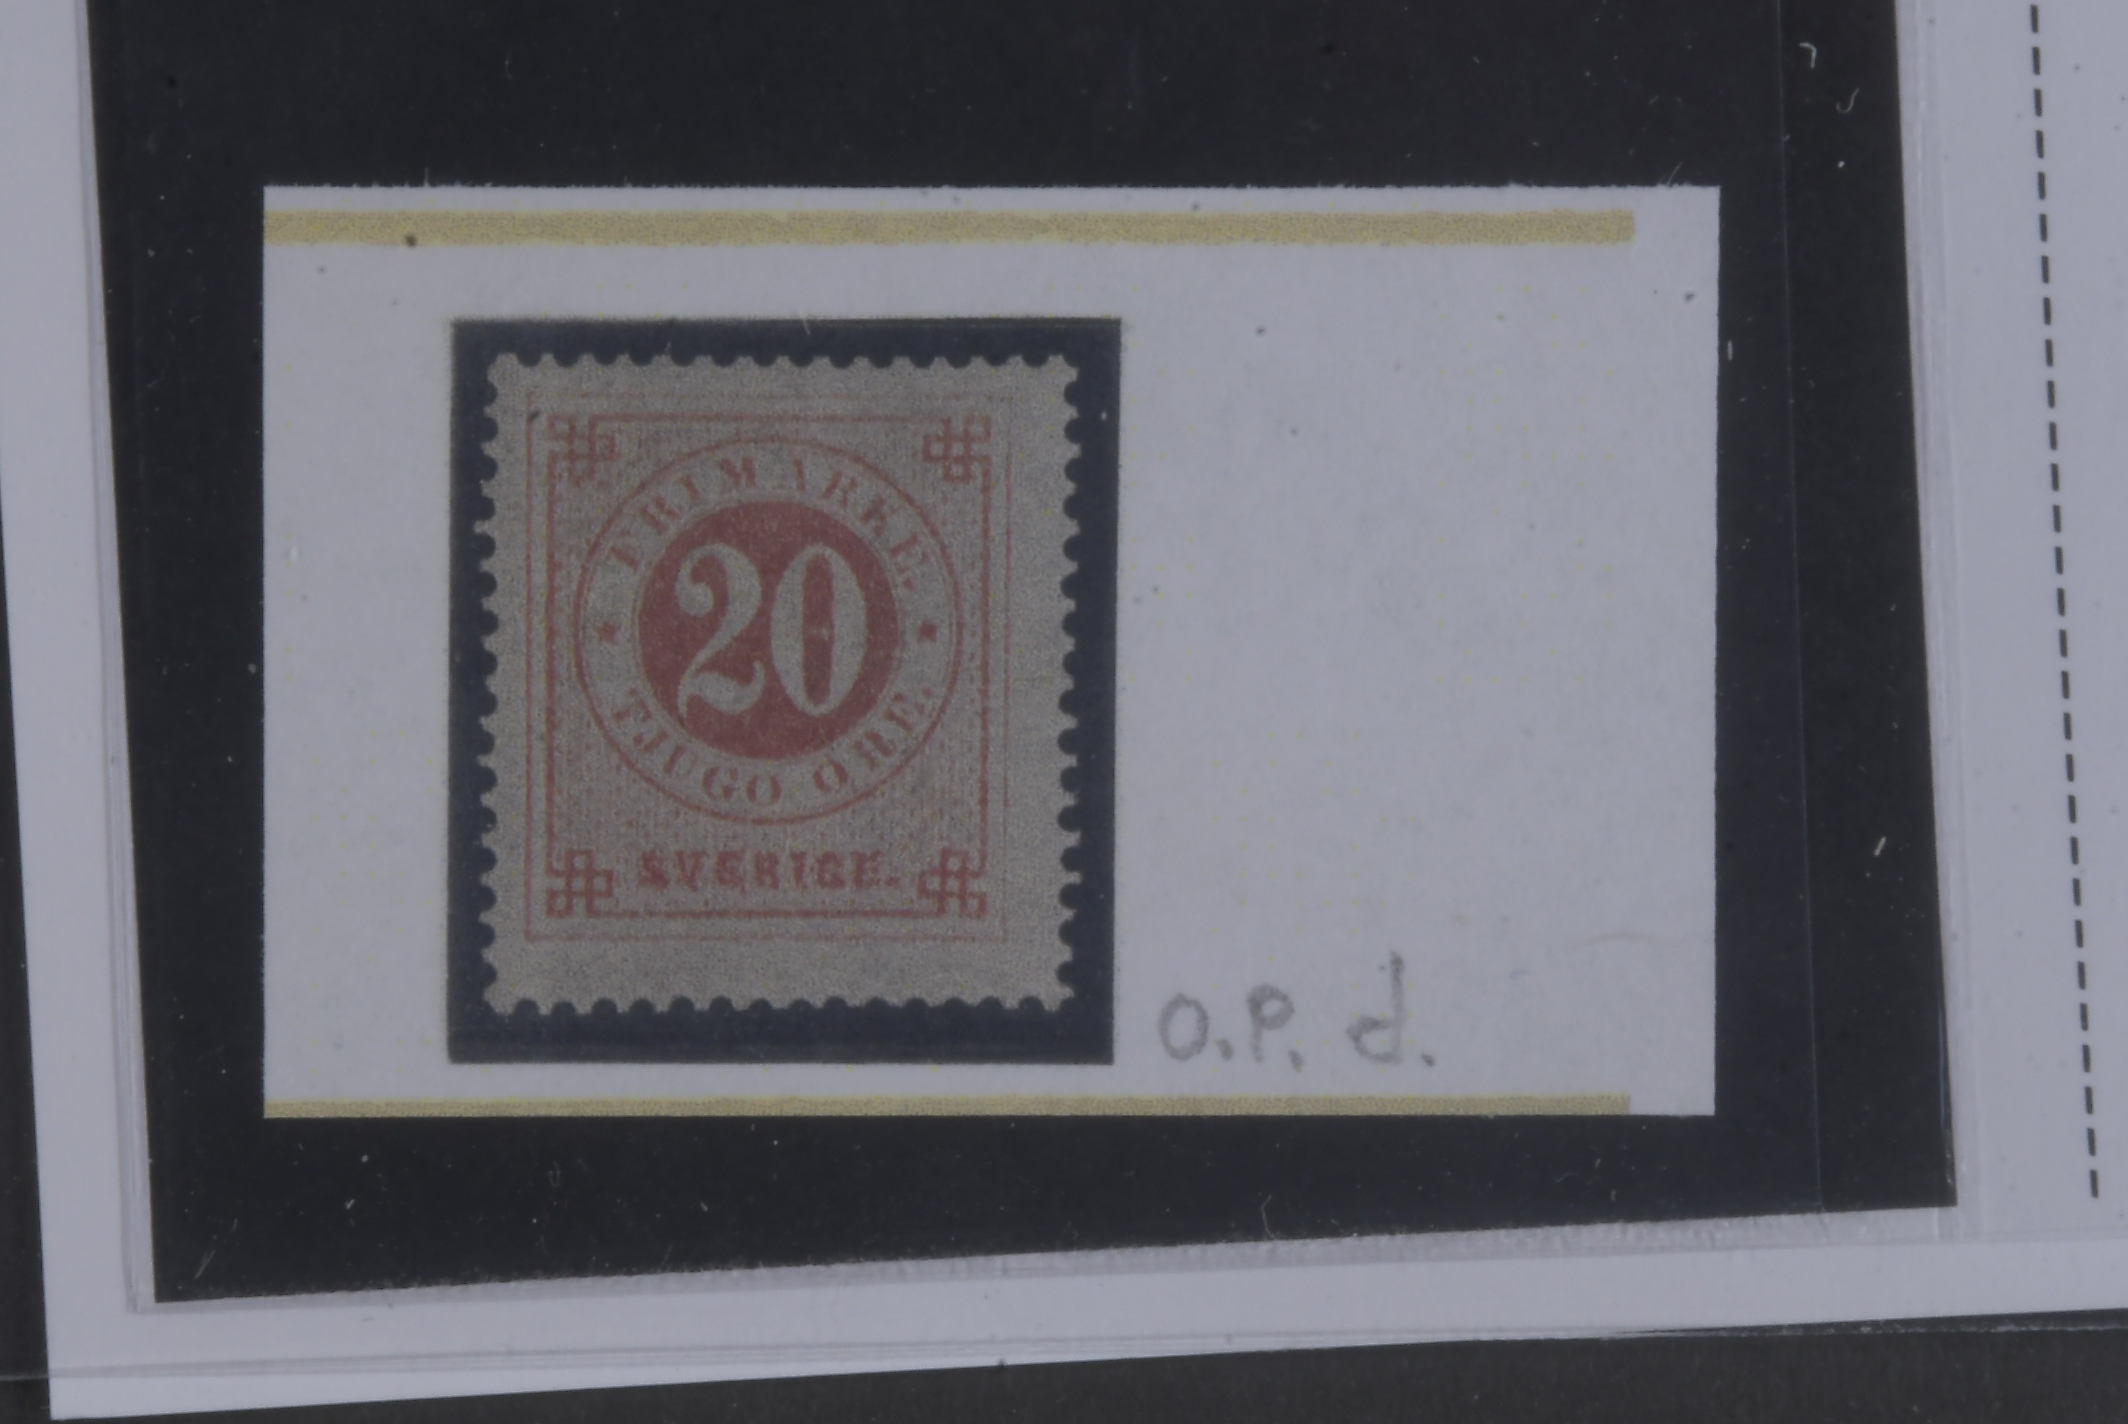 FRIMÄRKE.
20
TJUGO ÖRE.
SVERIGE.
O.P. d.